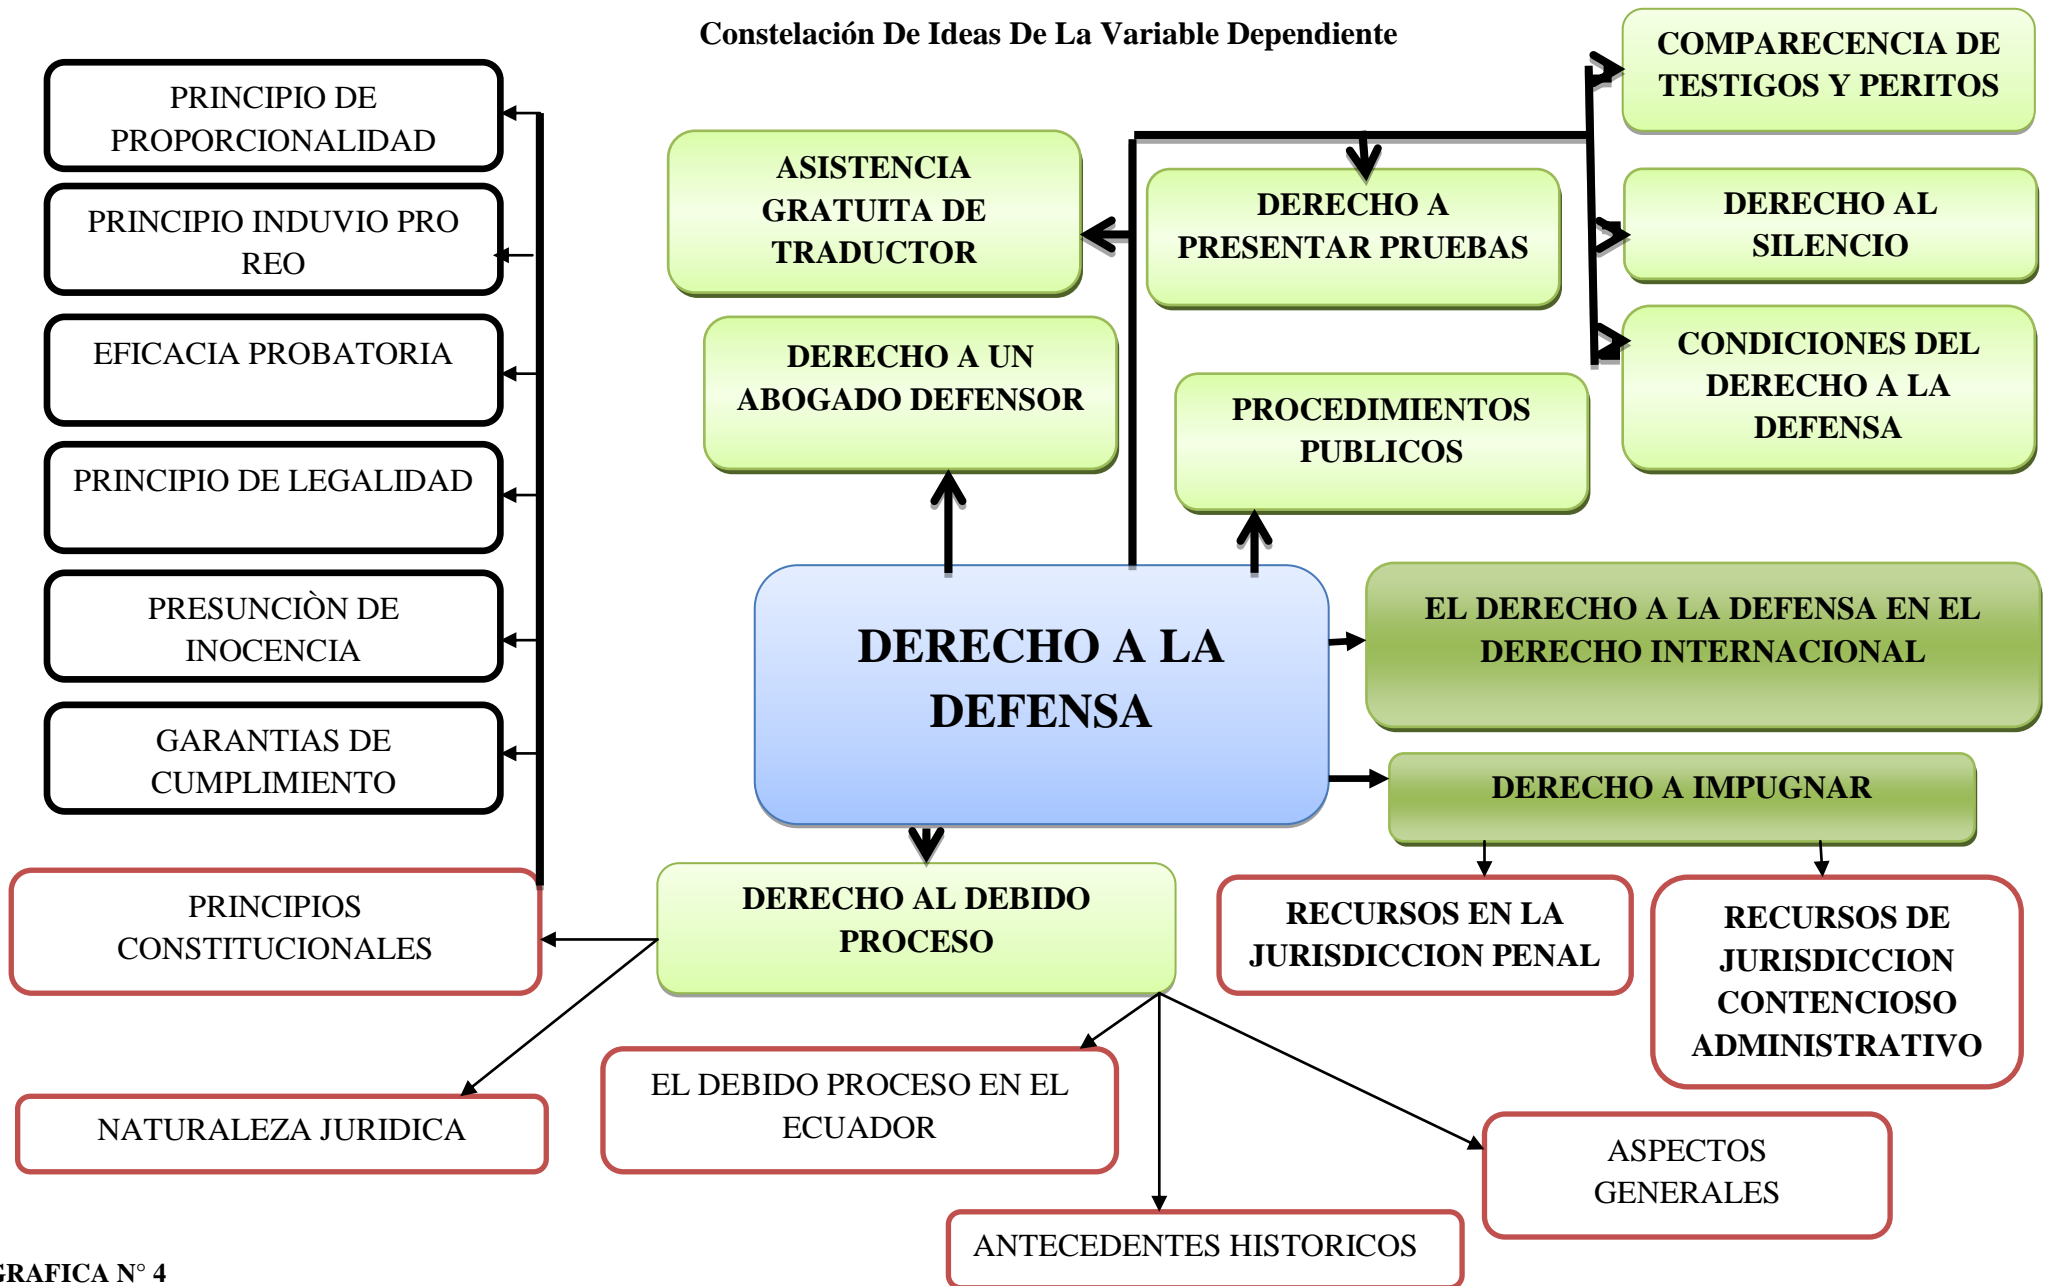 Constelación De Ideas De La Variable Dependiente
PRINCIPIO DE
PROPORCIONALIDAD
PRINCIPIO INDUVIO PRO
REO
EFICACIA PROBATORIA
PRINCIPIO DE LEGALIDAD
PRESUNCIÒN DE
INOCENCIA
GARANTIAS DE
CUMPLIMIENTO
PRINCIPIOS
CONSTITUCIONALES
NATURALEZA JURIDICA
ASISTENCIA
GRATUITA DE
TRADUCTOR
DERECHO A
PRESENTAR PRUEBAS
COMPARECENCIA DE
TESTIGOS Y PERITOS
DERECHO AL
SILENCIO
CONDICIONES DEL
DERECHO A LA
DEFENSA
DERECHO A UN
ABOGADO DEFENSOR
PROCEDIMIENTOS
PUBLICOS
DERECHO A LA
DEFENSA
EL DERECHO A LA DEFENSA EN EL
DERECHO INTERNACIONAL
DERECHO A IMPUGNAR
RECURSOS EN LA
JURISDICCION PENAL
RECURSOS DE
JURISDICCION
CONTENCIOSO
ADMINISTRATIVO
DERECHO AL DEBIDO
PROCESO
EL DEBIDO PROCESO EN EL
ECUADOR
ASPECTOS
GENERALES
ANTECEDENTES HISTORICOS
GRAFICA N° 4